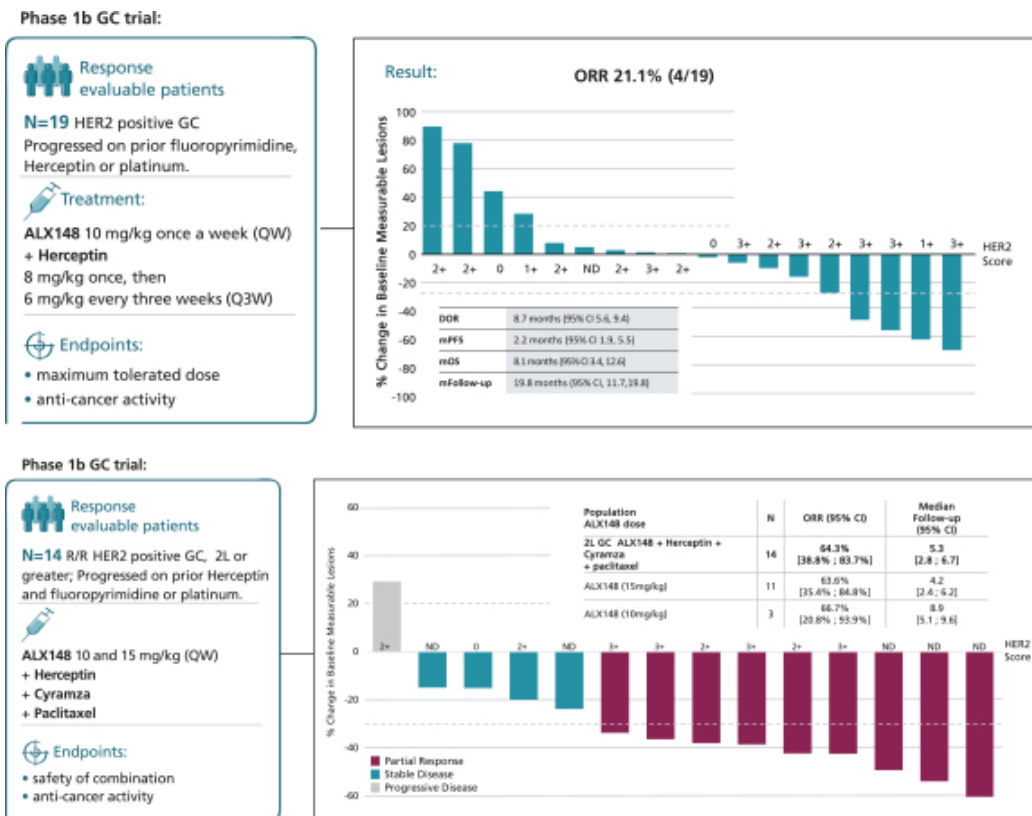 Phase 1b GC trial:
Response
evaluable patients
N=19 HER2 positive GC
Progressed on prior fluoropyrimidine,
Herceptin or platinum.
Treatment:
ALX148 10 mg/kg once a week (QW)
+ Herceptin
8 mg/kg once, then
6 mg/kg every three weeks (Q3W)
Endpoints:
• maximum tolerated dose
• anti-cancer activity
Result:
ORR 21.1% (4/19)
% Change in Baseline Measurable Lesions
100
80
60
40
20
0
-20
-40
-60
-80
-100
2+ 2+ 0 1+ 2+ ND 2+ 3+ 2+
0 3+ 2+ 3+ 2+ 3+ 3+ 1+ 3+
HER2
Score
DOR 8.7 months (95% CI 5.6, 9.4)
mPFS 2.2 months (95% CI 1.9, 5.5)
mOS 8.1 months (95% CI 3.4, 12.6)
mFollow-up 19.8 months (95% CI, 11.7,19.8)
Phase 1b GC trial:
Response
evaluable patients
N=14 R/R HER2 positive GC, 2L or
greater; Progressed on prior Herceptin
and fluoropyrimidine or platinum.
ALX148 10 and 15 mg/kg (QW)
+ Herceptin
+ Cyramza
+ Paclitaxel
Endpoints:
• safety of combination
• anti-cancer activity
% Change in Baseline Measurable Lesions
60
40
20
0
-20
-40
-60
Population
ALX148 dose
N
ORR (95% CI)
Median
Follow-up
(95% CI)
2L GC ALX148 + Herceptin +
Cyramza
+ paclitaxel
14
64.3%
[38.8% ; 83.7%]
5.3
[2.8 ; 6.7]
ALX148 (15mg/kg)
11
63.6%
[35.4% ; 84.8%]
4.2
[2.4 ; 6.2]
ALX148 (10mg/kg)
3
66.7%
[20.8% ; 93.9%]
8.9
[5.1 ; 9.6]
ND 0 2+ ND 3+ 3+ 2+ 3+ 2+ 3+ ND ND ND
HER2
Score
Partial Response
Stable Disease
Progressive Disease